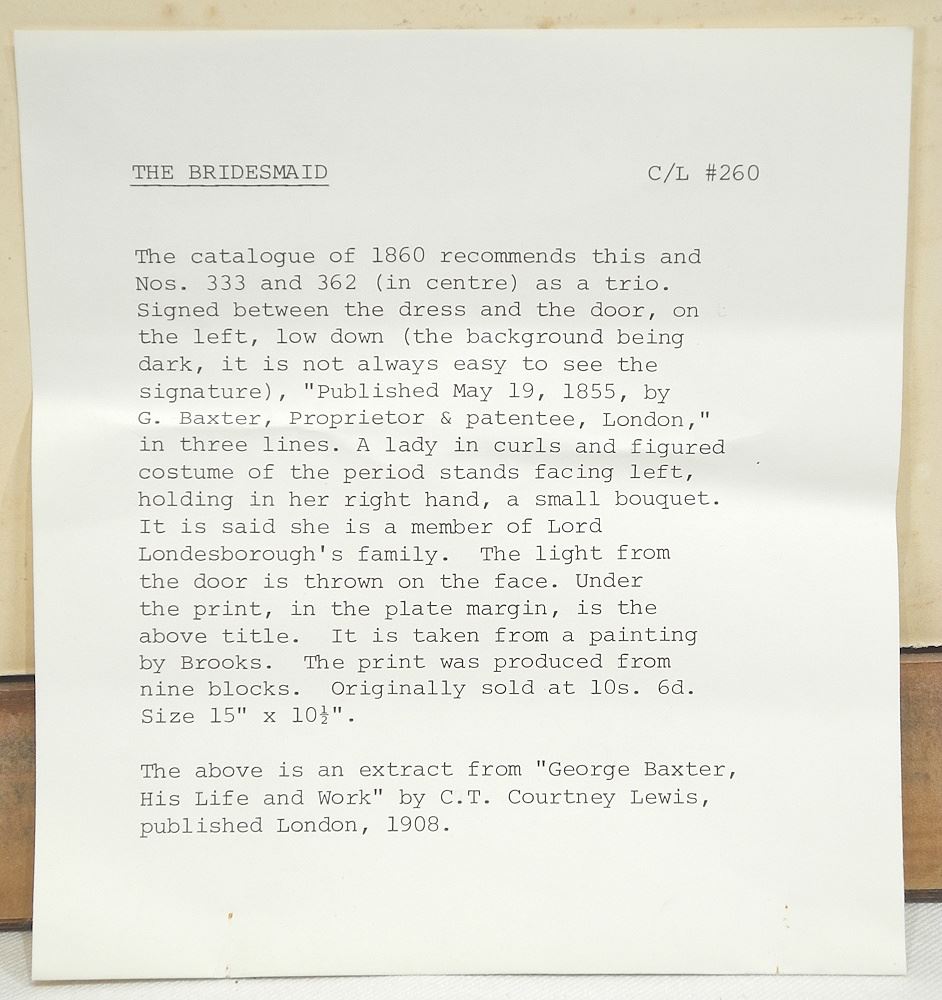 THE BRIDESMAID C/L #260
The catalogue of 1860 recommends this and
Nos. 333 and 362 (in centre) as a trio.
Signed between the dress and the door, on
the left, low down (the background being
dark, it is not always easy to see the
signature), "Published May 19, 1855, by
G. Baxter, Proprietor & patentee, London,"
in three lines. A lady in curls and figured
costume of the period stands facing left,
holding in her right hand, a small bouquet.
It is said she is a member of Lord
Londesborough's family. The light from
the door is thrown on the face. Under
the print, in the plate margin, is the
above title. It is taken from a painting
by Brooks. The print was produced from
nine blocks. Originally sold at 10s. 6d.
Size 15" x 10½".
The above is an extract from "George Baxter,
His Life and Work" by C.T. Courtney Lewis,
published London, 1908.